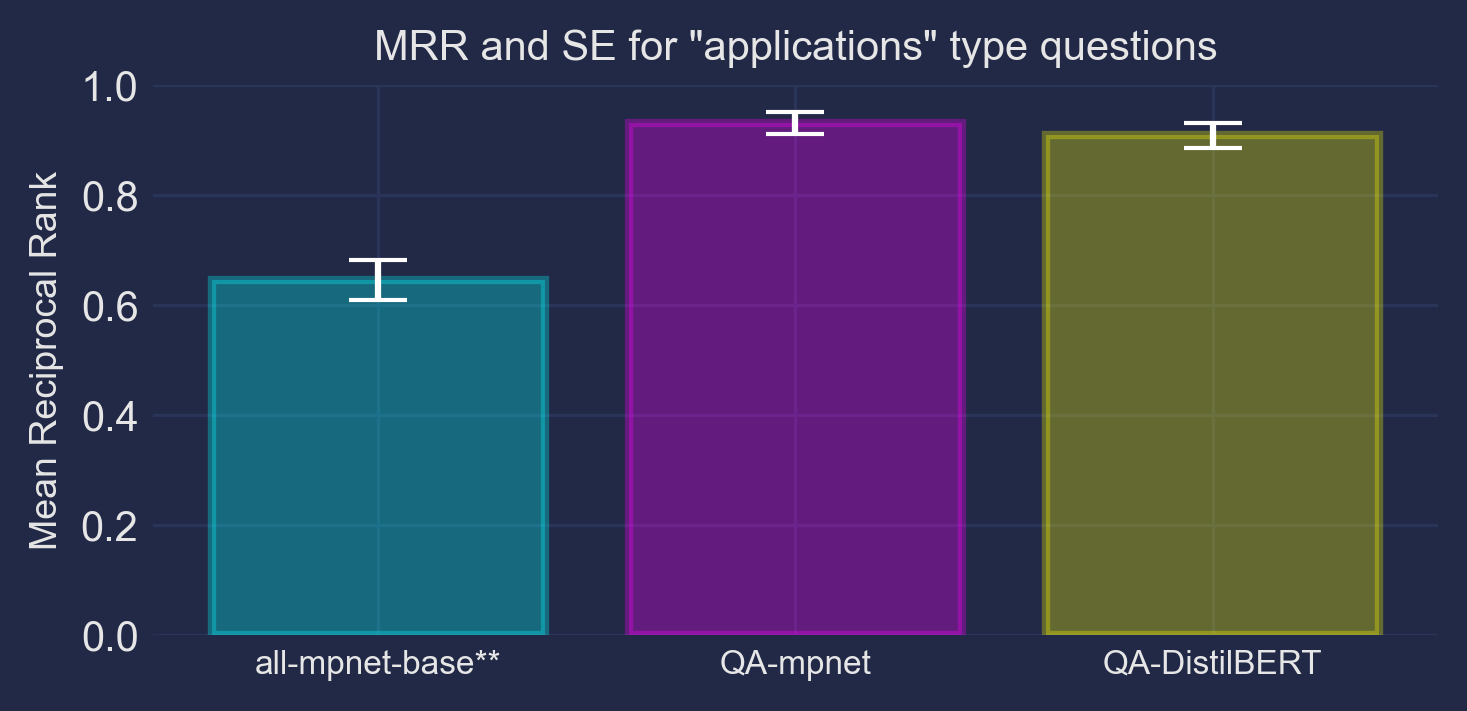 MRR and SE for "applications" type questions
Mean Reciprocal Rank
1.0
0.8
0.6
0.4
0.2
0.0
all-mpnet-base**
QA-mpnet
QA-DistilBERT